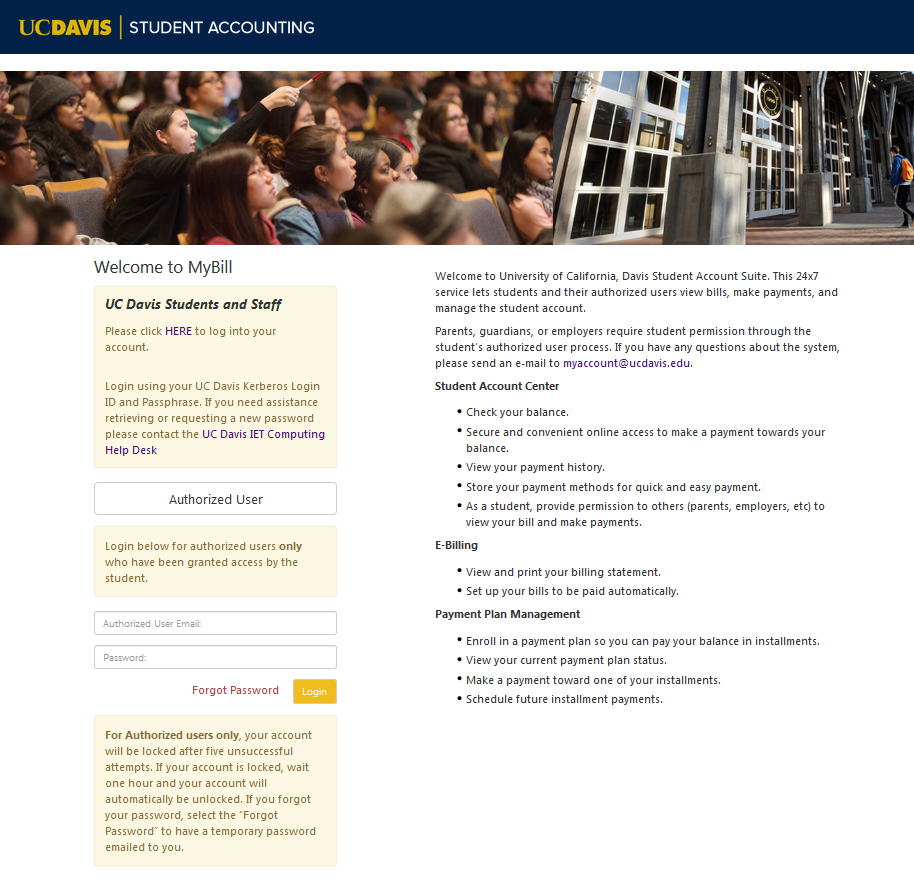 UCDAVIS | STUDENT ACCOUNTING
Welcome to MyBill
UC Davis Students and Staff
Please click HERE to log into your
account.
Login using your UC Davis Kerberos Login
ID and Passphrase. If you need assistance
retrieving or requesting a new password
please contact the UC Davis IET Computing
Help Desk
Authorized User
Login below for authorized users only
who have been granted access by the
student.
Authorized User Email:
Password:
Forgot Password
Login
For Authorized users only, your account
will be locked after five unsuccessful
attempts. If your account is locked, wait
one hour and your account will
automatically be unlocked. If you forgot
your password, select the "Forgot
Password" to have a temporary password
emailed to you.
Welcome to University of California, Davis Student Account Suite. This 24x7
service lets students and their authorized users view bills, make payments, and
manage the student account.
Parents, guardians, or employers require student permission through the
student's authorized user process. If you have any questions about the system,
please send an e-mail to myaccount@ucdavis.edu.
Student Account Center
• Check your balance.
• Secure and convenient online access to make a payment towards your
balance.
• View your payment history.
• Store your payment methods for quick and easy payment.
• As a student, provide permission to others (parents, employers, etc) to
view your bill and make payments.
E-Billing
• View and print your billing statement.
• Set up your bills to be paid automatically.
Payment Plan Management
• Enroll in a payment plan so you can pay your balance in installments.
• View your current payment plan status.
• Make a payment toward one of your installments.
• Schedule future installment payments.